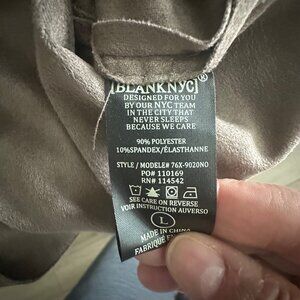 [BLANKNYC]®
DESIGNED FOR YOU
BY OUR NYC TEAM
IN THE CITY THAT
NEVER SLEEPS
BECAUSE WE CARE
90% POLYESTER
10%SPANDEX/ÉLASTHANNE
STYLE / MODELE# 76X-9020NO
PO# 110169
RN# 114542
SEE CARE ON REVERSE
VOIR INSTRUCTION AUVERSO
L
MADE IN CHINA
FABRIQUÉ